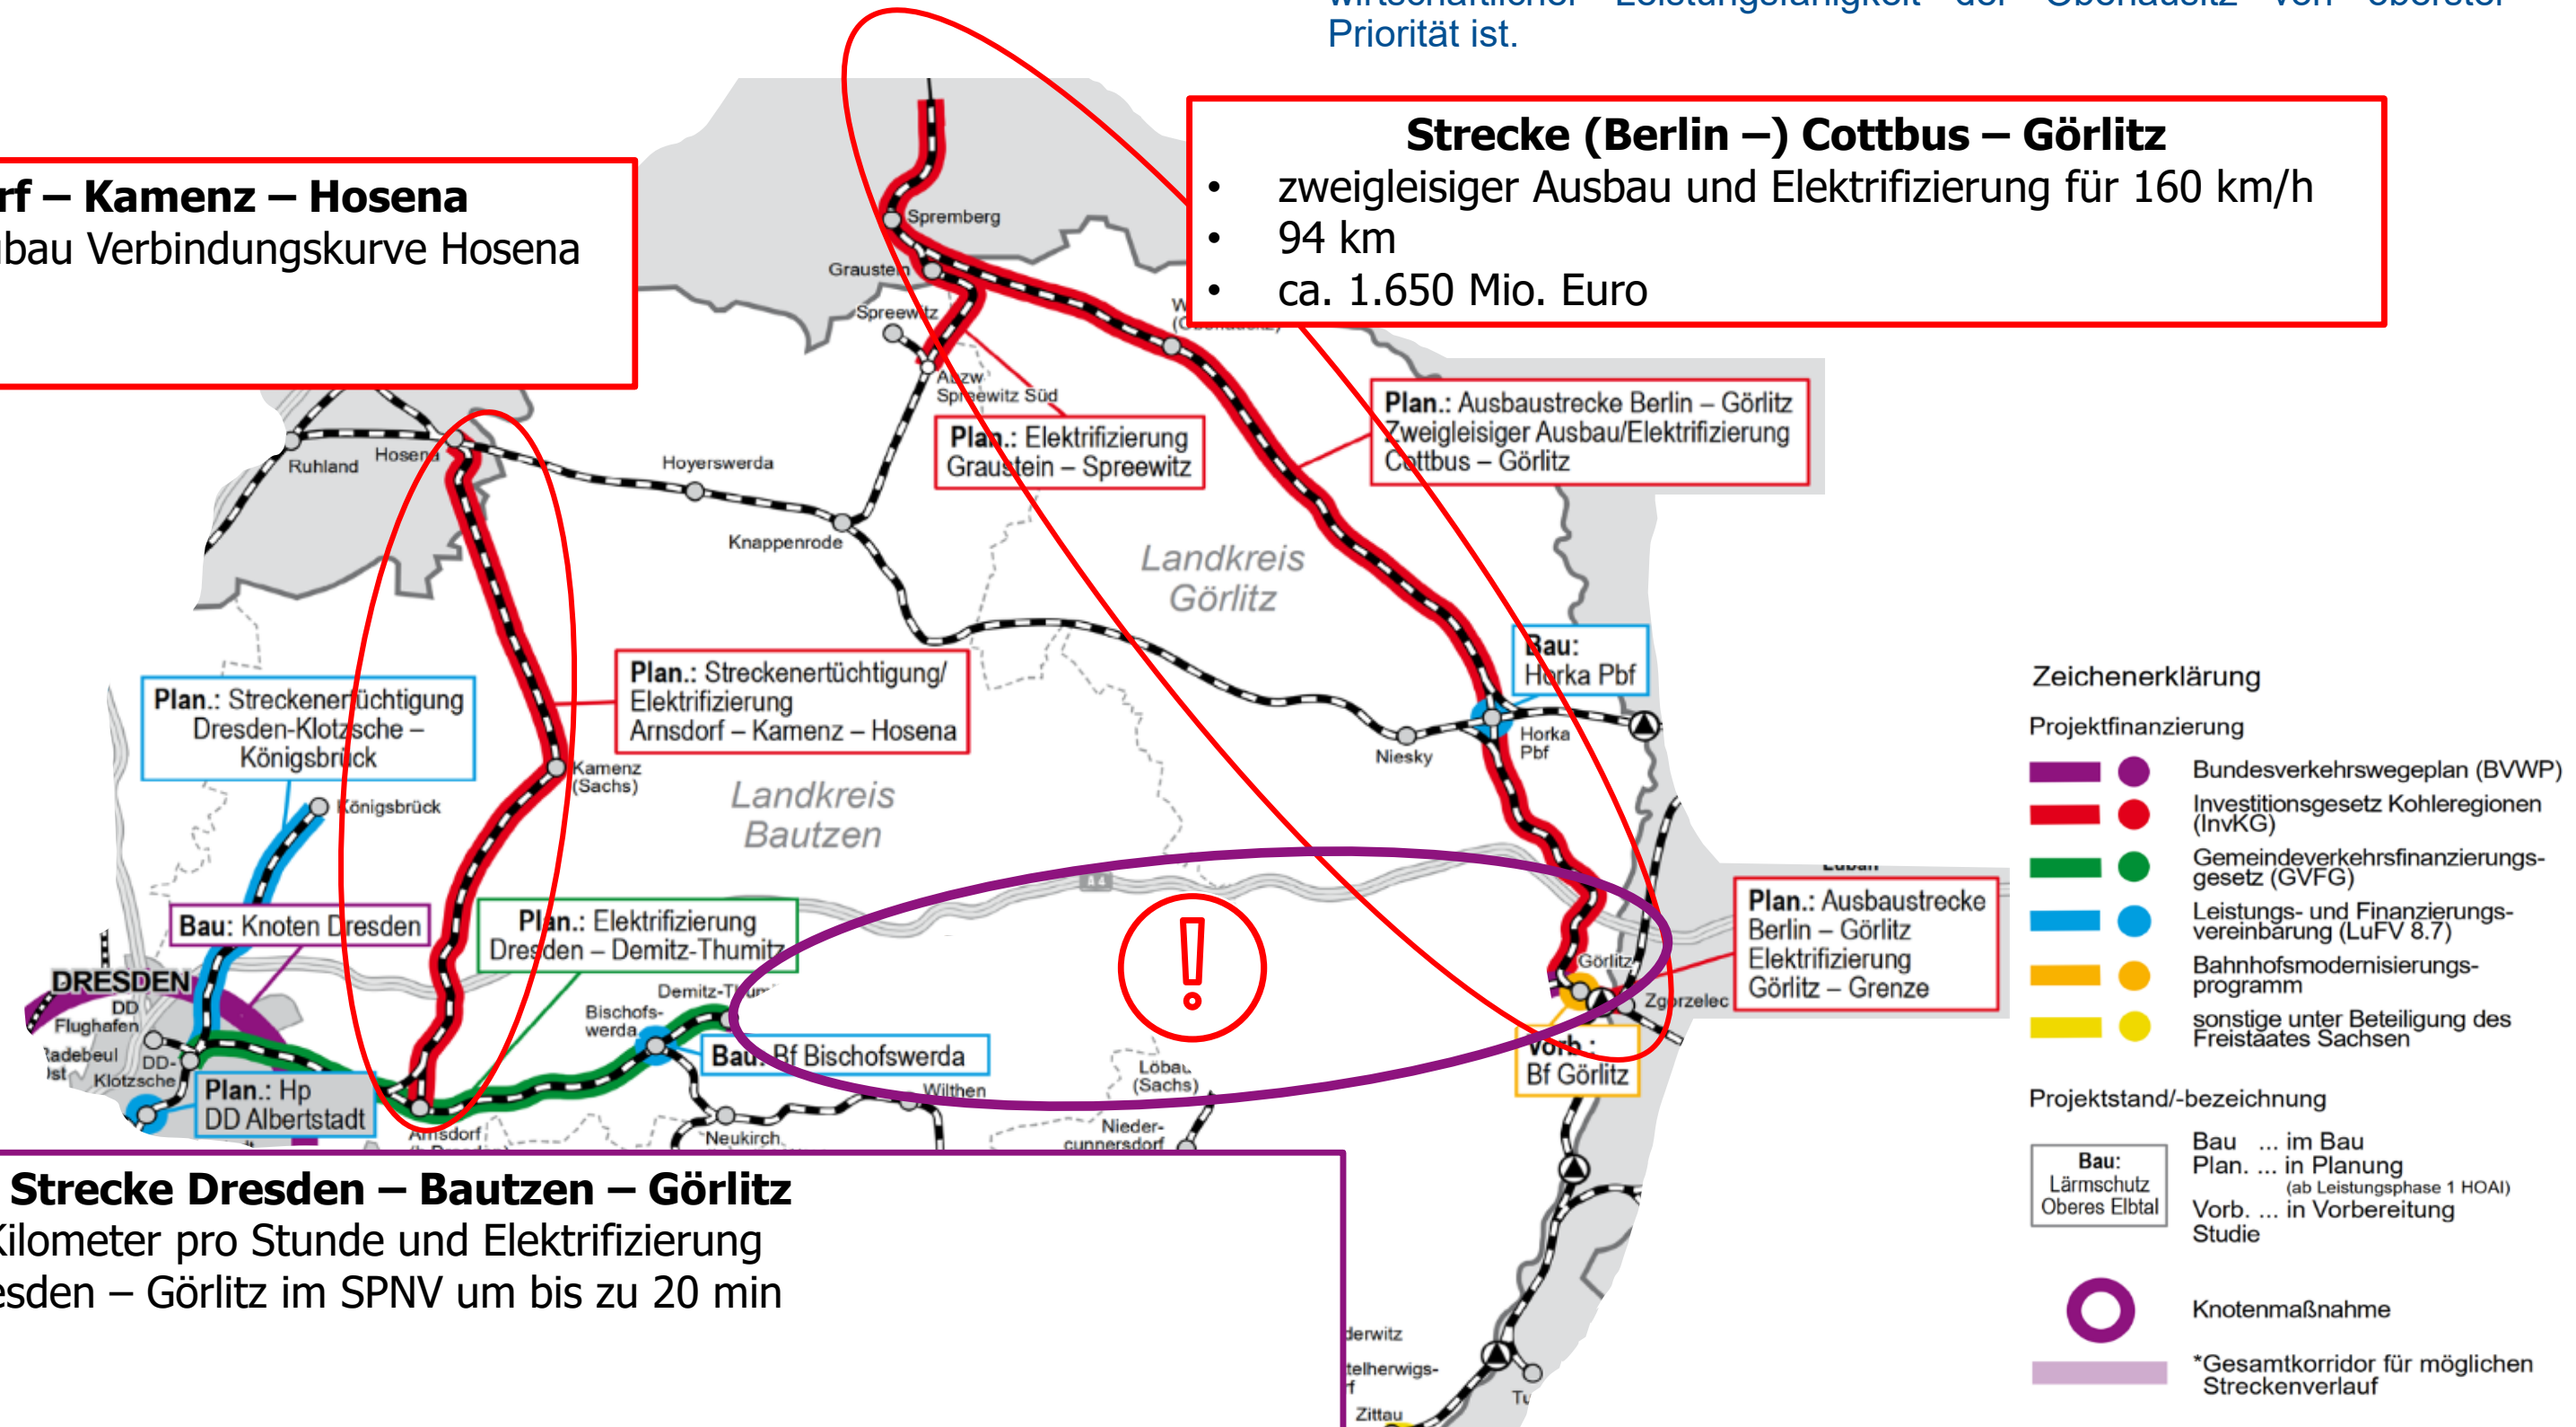 Priorität ist.
Strecke (Berlin –) Cottbus – Görlitz
• zweigleisiger Ausbau und Elektrifizierung für 160 km/h
• 94 km
• ca. 1.650 Mio. Euro
rf – Kamenz – Hosena
bau Verbindungskurve Hosena
Spremberg
Graustein
Spreewitz
Abzw
Spreewitz Süd
Plan.: Elektrifizierung
Graustein – Spreewitz
Plan.: Ausbaustrecke Berlin – Görlitz
Zweigleisiger Ausbau/Elektrifizierung
Cottbus – Görlitz
Ruhland
Hosena
Hoyerswerda
Knappenrode
Landkreis
Görlitz
Bau:
Horka Pbf
Plan.: Streckenertüchtigung
Dresden-Klotzsche –
Königsbrück
Plan.: Streckenertüchtigung/
Elektrifizierung
Arnsdorf – Kamenz – Hosena
Niesky
Horka
Pbf
Kamenz
(Sachs)
Königsbrück
Landkreis
Bautzen
A 4
Bau: Knoten Dresden
Plan.: Elektrifizierung
Dresden – Demitz-Thumitz
!
Plan.: Ausbaustrecke
Berlin – Görlitz
Elektrifizierung
Görlitz – Grenze
Görlitz
Zgorzelec
DRESDEN
DD
Flughafen
DD-
Klotzsche
Plan.: Hp
DD Albertstadt
Bischofs-
werda
Bau: Bf Bischofswerda
Vorb.:
Bf Görlitz
Löbau
(Sachs)
Wilthen
Neukirch
Nieder-
cunnersdorf
Arnsdorf
Strecke Dresden – Bautzen – Görlitz
Kilometer pro Stunde und Elektrifizierung
esden – Görlitz im SPNV um bis zu 20 min
derwitz
telherwigs-
Zittau
Zeichenerklärung
Projektfinanzierung
Bundesverkehrswegeplan (BVWP)
Investitionsgesetz Kohleregionen
(InvKG)
Gemeindeverkehrsfinanzierungs-
gesetz (GVFG)
Leistungs- und Finanzierungs-
vereinbarung (LuFV 8.7)
Bahnhofsmodernisierungs-
programm
sonstige unter Beteiligung des
Freistaates Sachsen
Projektstand/-bezeichnung
Bau:
Lärmschutz
Oberes Elbtal
Bau ... im Bau
Plan. ... in Planung
(ab Leistungsphase 1 HOAI)
Vorb. ... in Vorbereitung
Studie
Knotenmaßnahme
*Gesamtkorridor für möglichen
Streckenverlauf